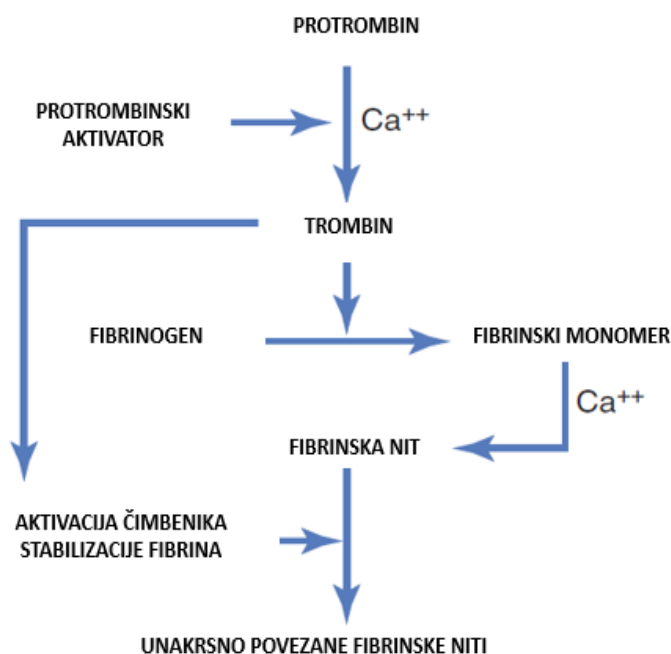 PROTROMBIN
PROTROMBINSKI
AKTIVATOR
Ca++
TROMBIN
FIBRINOGEN
FIBRINSKI MONOMER
Ca++
FIBRINSKA NIT
AKTIVACIJA ČIMBENIKA
STABILIZACIJE FIBRINA
UNAKRSNO POVEZANE FIBRINSKE NITI